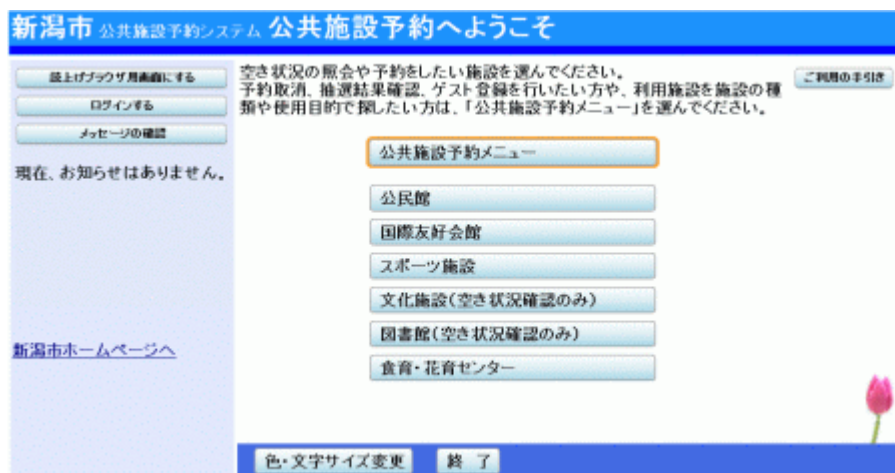 新潟市 公共施設予約システム 公共施設予約へようこそ
読上げブラウザ用画面にする
ログインする
メッセージの確認
現在、お知らせはありません。
新潟市ホームページへ
空き状況の照会や予約をしたい施設を選んでください。
予約取消、抽選結果確認、ゲスト登録を行いたい方や、利用施設を施設の種
類や使用目的で探したい方は、「公共施設予約メニュー」を選んでください。
ご利用の手引き
公共施設予約メニュー
公民館
国際友好会館
スポーツ施設
文化施設(空き状況確認のみ)
図書館(空き状況確認のみ)
食育・花育センター
色・文字サイズ変更
終 了